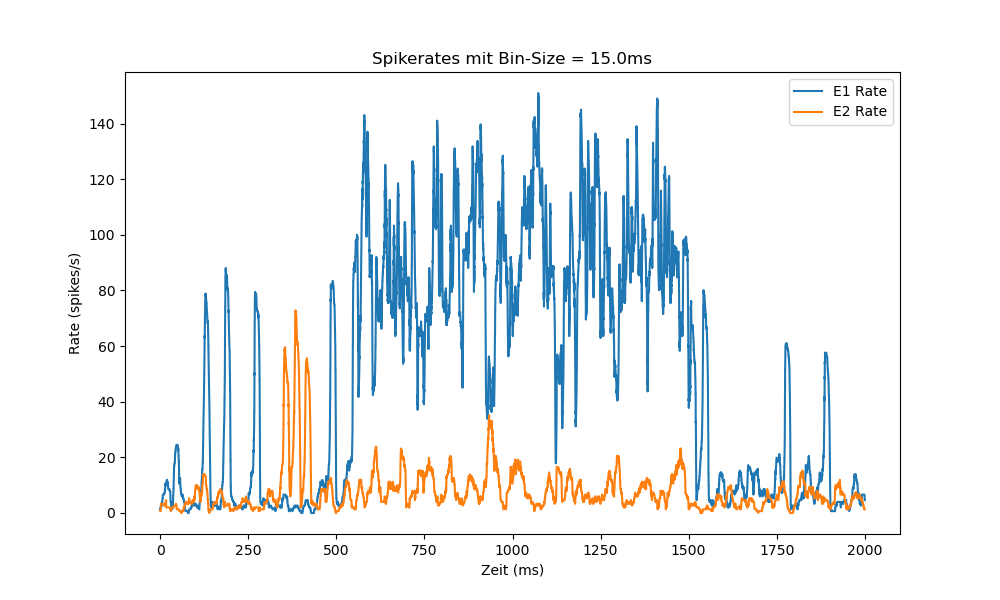 Spikerates mit Bin-Size = 15.0ms
E1 Rate
E2 Rate
140
120
100
80
60
40
20
0
Rate (spikes/s)
0 250 500 750 1000 1250 1500 1750 2000
Zeit (ms)